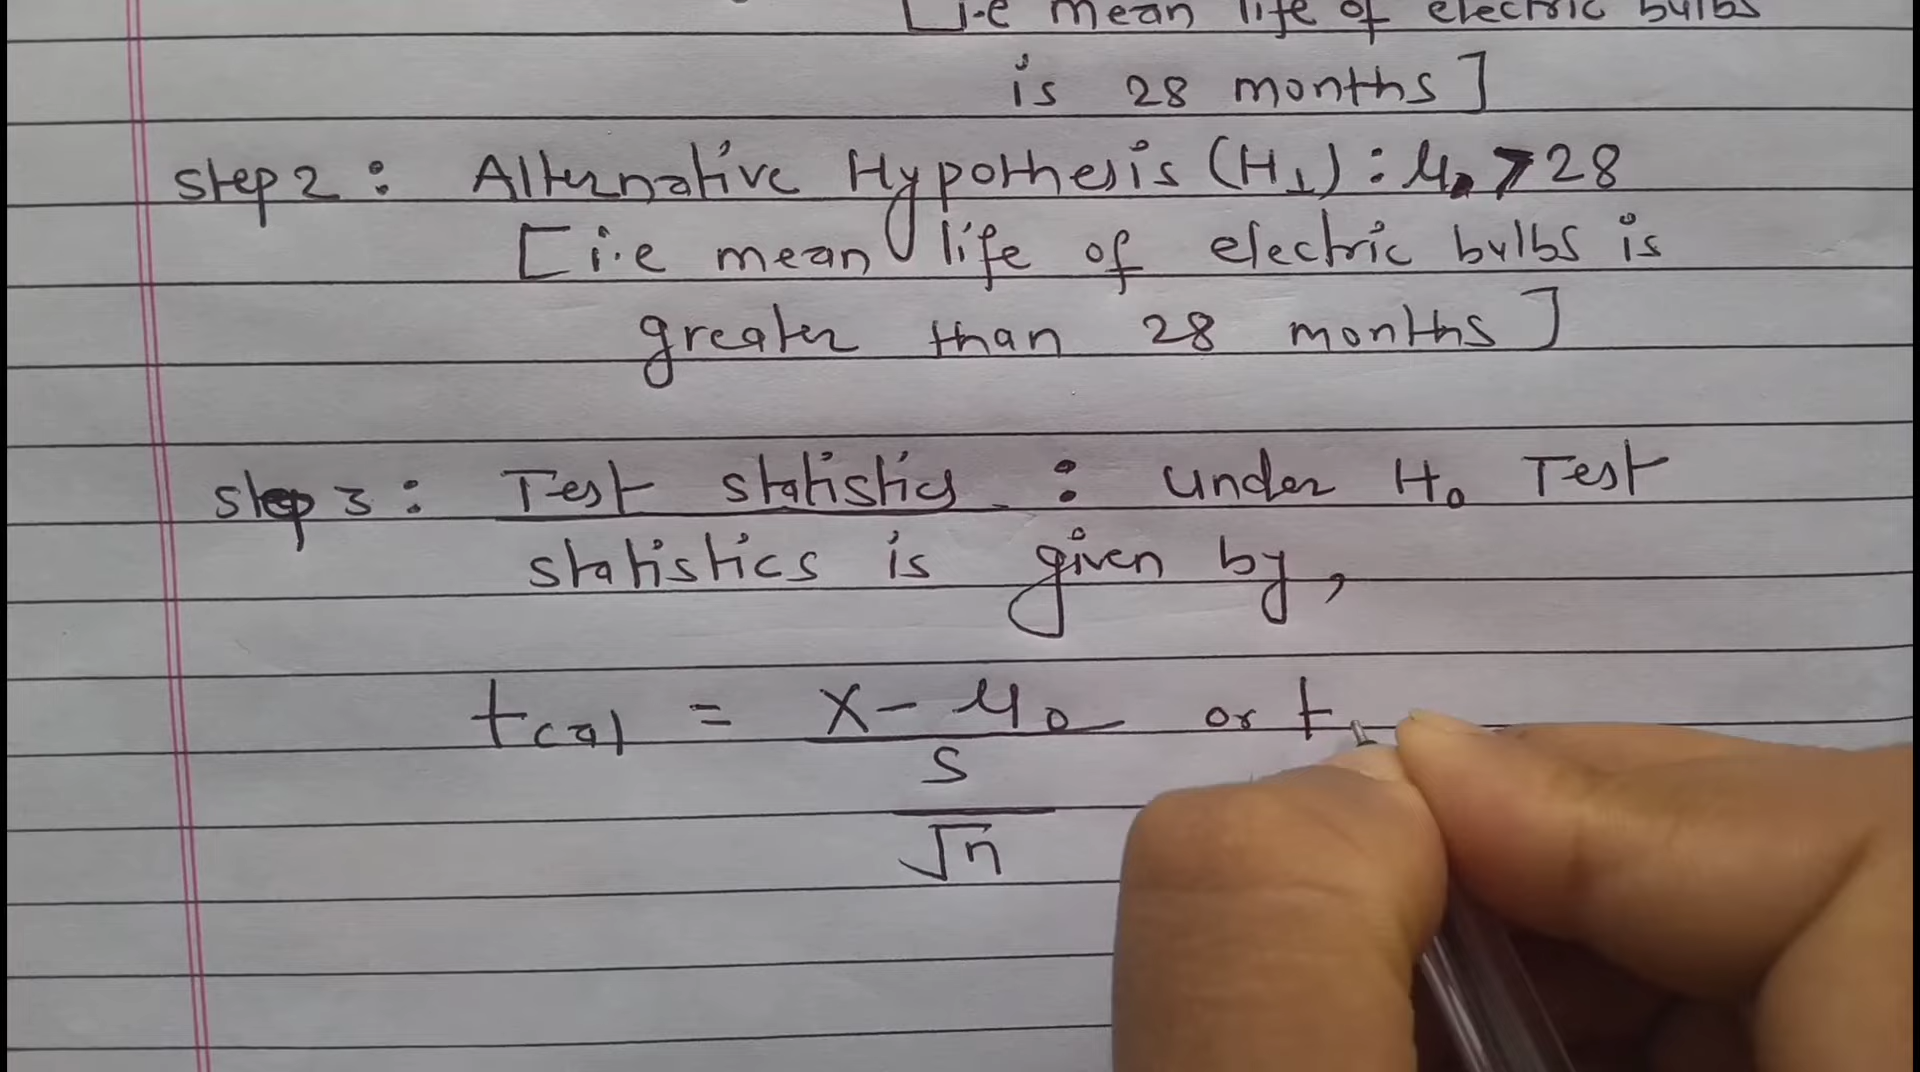 [i.e mean life of electric bulbs
is 28 months]
step 2 : Alternative Hypothesis (H₁) : μ₀ > 28
[i.e mean life of electric bulbs is
greater than 28 months]
step 3 : Test statistics : under H₀ Test
statistics is given by,
tcal = x - μ₀ or t
s
√n